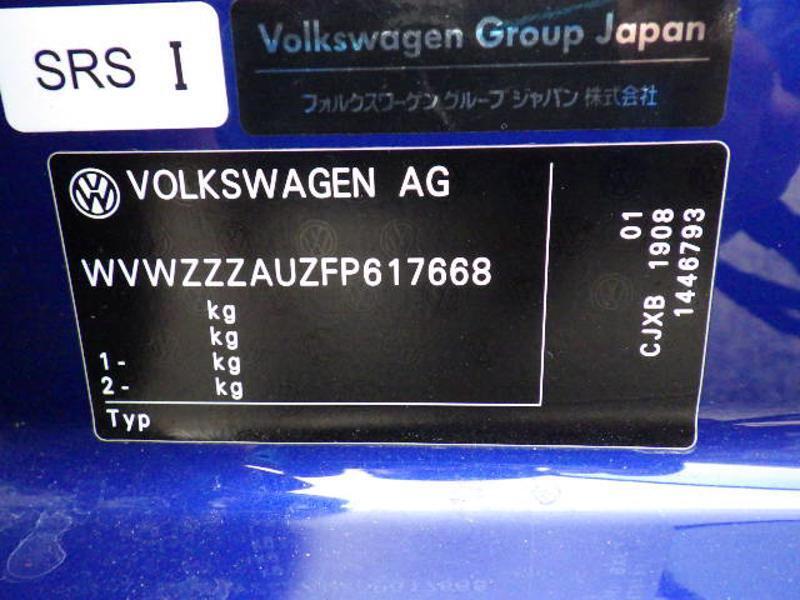 SRS I
Volkswagen Group Japan
フォルクスワーゲン グループ ジャパン 株式会社
VOLKSWAGEN AG
WVWZZZAUZFP617668
kg
kg
1- kg
2- kg
Typ
01
CJXB 1908
1446793